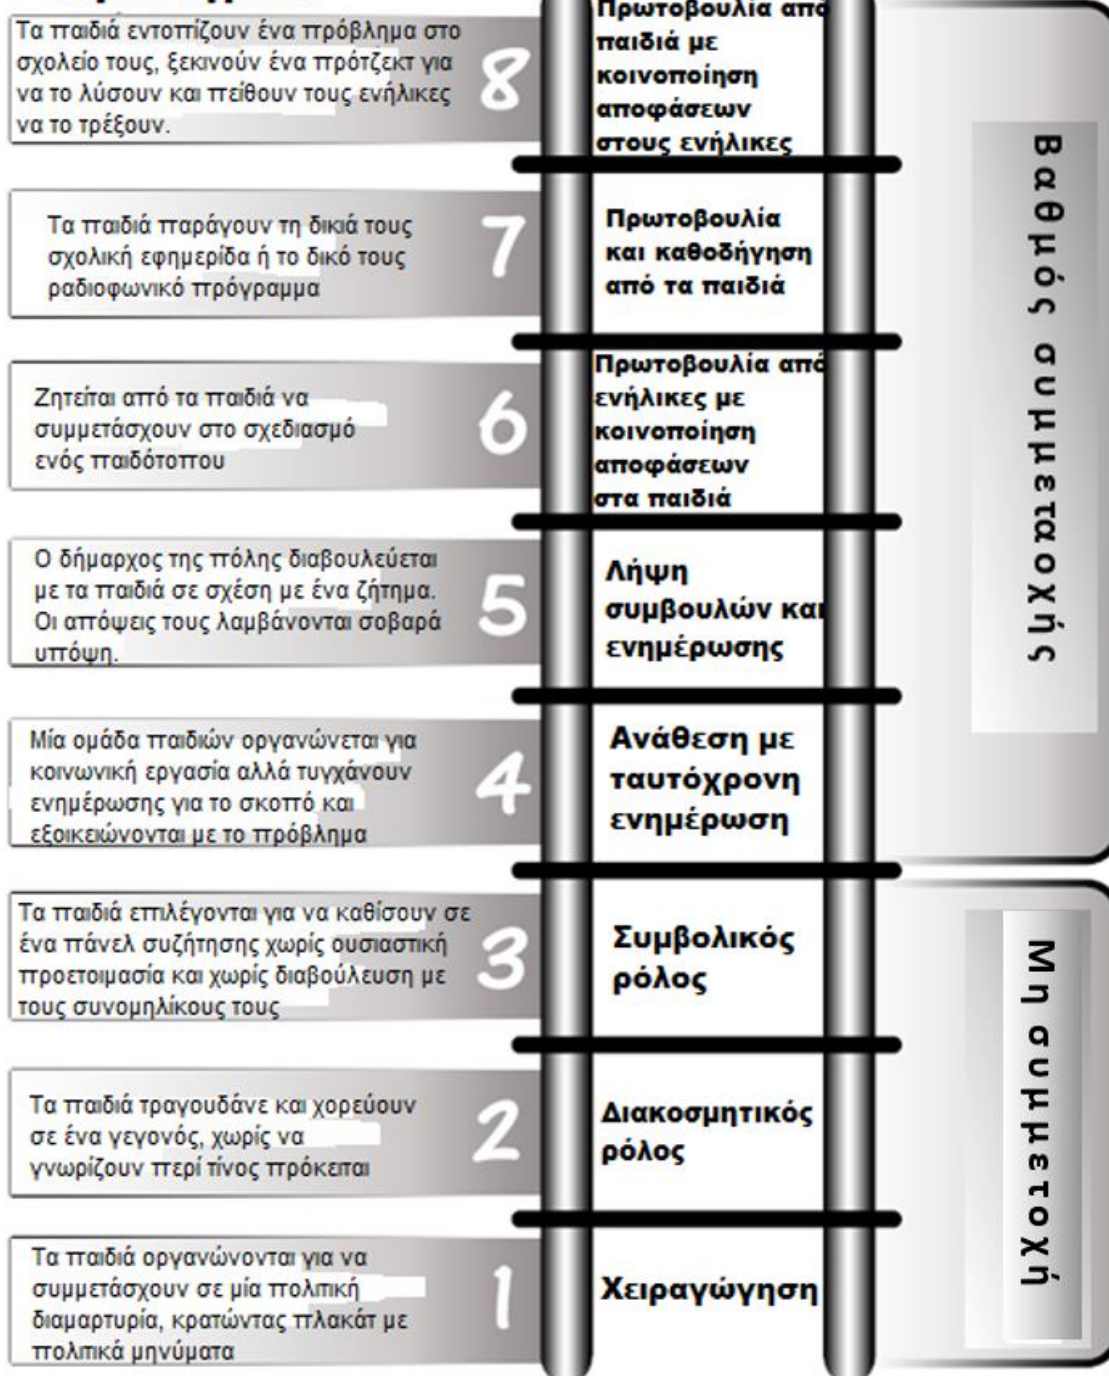 Τα παιδιά εντοπίζουν ένα πρόβλημα στο
σχολείο τους, ξεκινούν ένα πρότζεκτ για
να το λύσουν και πείθουν τους ενήλικες
να το τρέξουν.
8
Πρωτοβουλία από
παιδιά με
κοινοποίηση
αποφάσεων
στους ενήλικες
Τα παιδιά παράγουν τη δικιά τους
σχολική εφημερίδα ή το δικό τους
ραδιοφωνικό πρόγραμμα
7
Πρωτοβουλία
και καθοδήγηση
από τα παιδιά
Ζητείται από τα παιδιά να
συμμετάσχουν στο σχεδιασμό
ενός παιδότοπου
6
Πρωτοβουλία από
ενήλικες με
κοινοποίηση
αποφάσεων
στα παιδιά
Ο δήμαρχος της πόλης διαβουλεύεται
με τα παιδιά σε σχέση με ένα ζήτημα.
Οι απόψεις τους λαμβάνονται σοβαρά
υπόψη.
5
Λήψη
συμβουλών και
ενημέρωσης
Μία ομάδα παιδιών οργανώνεται για
κοινωνική εργασία αλλά τυγχάνουν
ενημέρωσης για το σκοπό και
εξοικειώνονται με το πρόβλημα
4
Ανάθεση με
ταυτόχρονη
ενημέρωση
Βαθμός συμμεταοχής
Τα παιδιά επιλέγονται για να καθίσουν σε
ένα πάνελ συζήτησης χωρίς ουσιαστική
προετοιμασία και χωρίς διαβούλευση με
τους συνομηλίκους τους
3
Συμβολικός
ρόλος
Τα παιδιά τραγουδάνε και χορεύουν
σε ένα γεγονός, χωρίς να
γνωρίζουν περί τίνος πρόκειται
2
Διακοσμητικός
ρόλος
Τα παιδιά οργανώνονται για να
συμμετάσχουν σε μία πολιτική
διαμαρτυρία, κρατώντας πλακάτ με
πολιτικά μηνύματα
1
Χειραγώγηση
Μη συμμετοχή